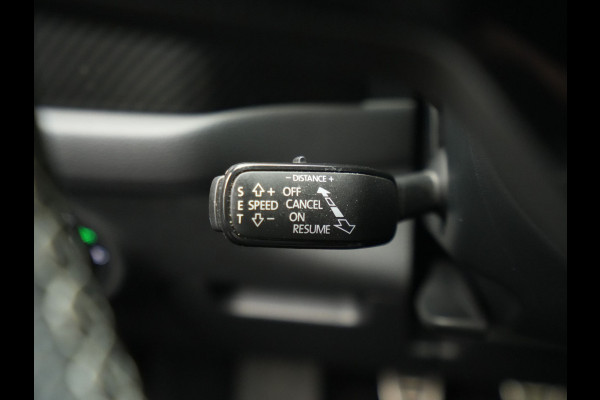 – DISTANCE +
S + OFF
E SPEED CANCEL
T – ON
RESUME